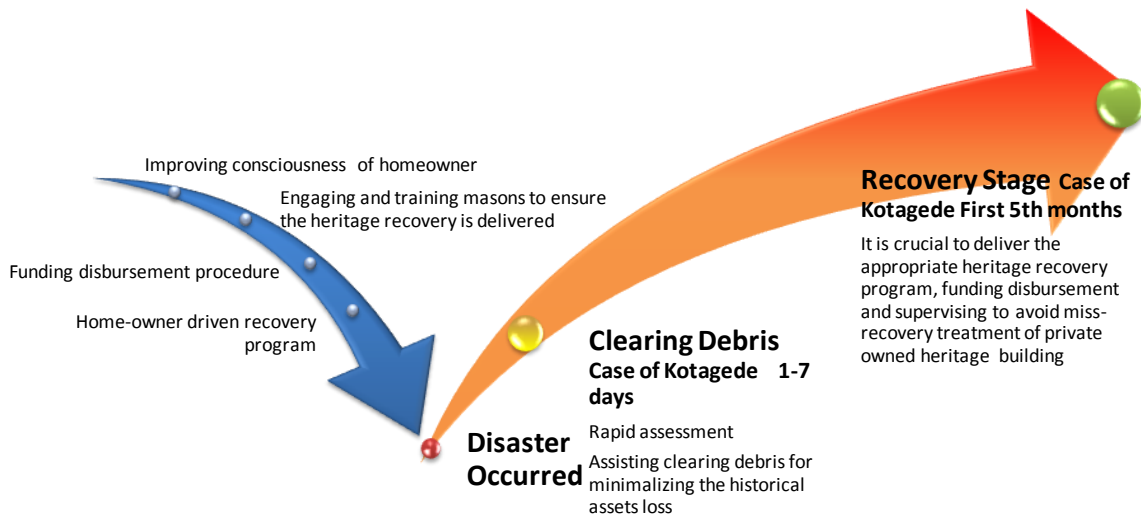 Improving consciousness of homeowner
Engaging and training masons to ensure
the heritage recovery is delivered
Funding disbursement procedure
Home-owner driven recovery
program
Disaster
Occurred
Clearing Debris
Case of Kotagede 1-7
days
Rapid assessment
Assisting clearing debris for
minimalizing the historical
assets loss
Recovery Stage Case of
Kotagede First 5th months
It is crucial to deliver the
appropriate heritage recovery
program, funding disbursement
and supervising to avoid miss-
recovery treatment of private
owned heritage building